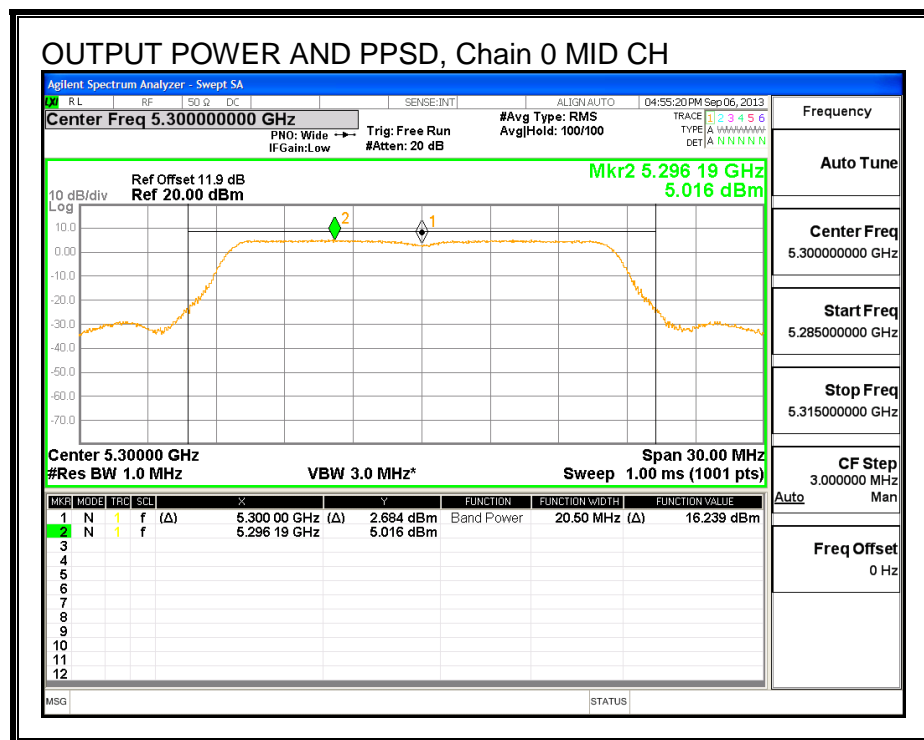 OUTPUT POWER AND PPSD, Chain 0 MID CH
Agilent Spectrum Analyzer - Swept SA
LXI RL RF 50 Ω DC SENSE:INT ALIGN AUTO 04:55:20 PM Sep 06, 2013
Center Freq 5.300000000 GHz
PNO: Wide
IFGain:Low
Trig: Free Run
#Atten: 20 dB
#Avg Type: RMS
Avg|Hold: 100/100
TRACE 1 2 3 4 5 6
TYPE A WWWWW
DET A N N N N N
Mkr2 5.296 19 GHz
5.016 dBm
Ref Offset 11.9 dB
10 dB/div Ref 20.00 dBm
Log
10.0
0.00
-10.0
-20.0
-30.0
-40.0
-50.0
-60.0
-70.0
2
1
Center 5.30000 GHz Span 30.00 MHz
#Res BW 1.0 MHz VBW 3.0 MHz* Sweep 1.00 ms (1001 pts)
MKR MODE TRC SCL X Y FUNCTION FUNCTION WIDTH FUNCTION VALUE
1 N 1 f (Δ) 5.300 00 GHz (Δ) 2.684 dBm Band Power 20.50 MHz (Δ) 16.239 dBm
2 N 1 f 5.296 19 GHz 5.016 dBm
3
4
5
6
7
8
9
10
11
12
MSG STATUS
Frequency
Auto Tune
Center Freq
5.300000000 GHz
Start Freq
5.285000000 GHz
Stop Freq
5.315000000 GHz
CF Step
3.000000 MHz
Auto Man
Freq Offset
0 Hz